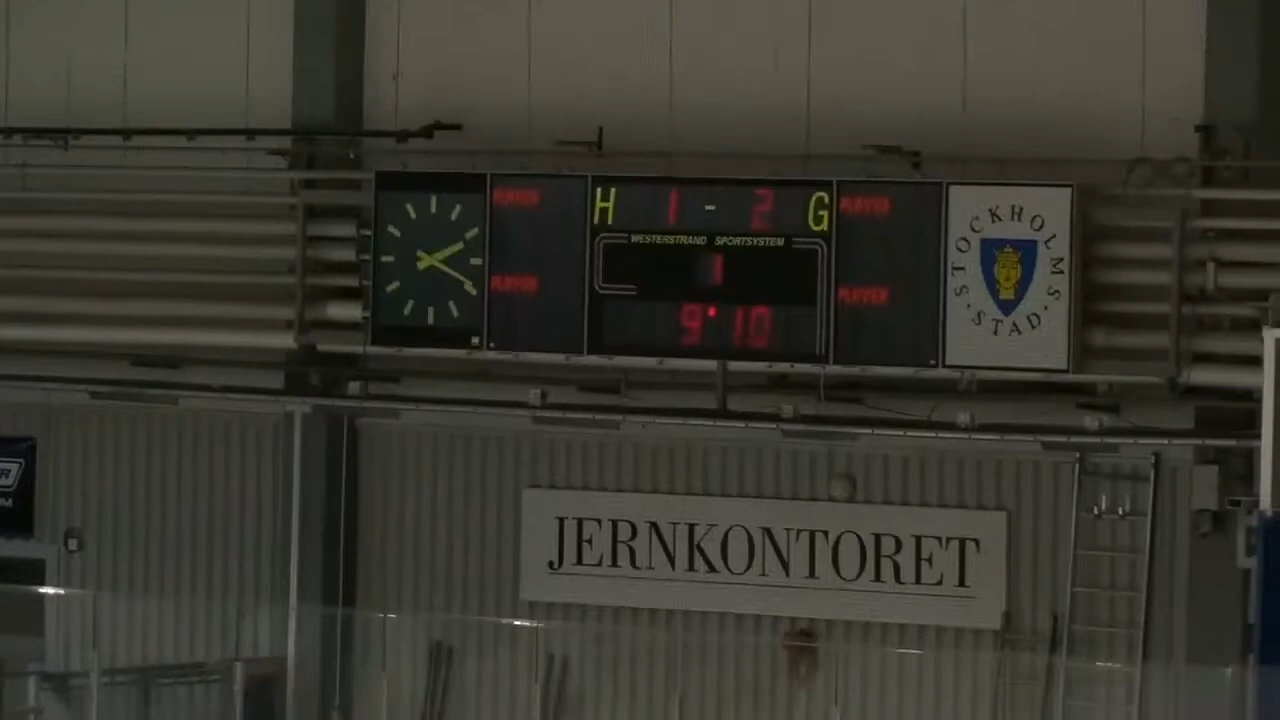 PLAYER
H 1 - 2 G
PLAYER
WESTERSTRAND SPORTSYSTEM
1
PLAYER
PLAYER
9:10
STOCKHOLMS
STAD
JERNKONTORET